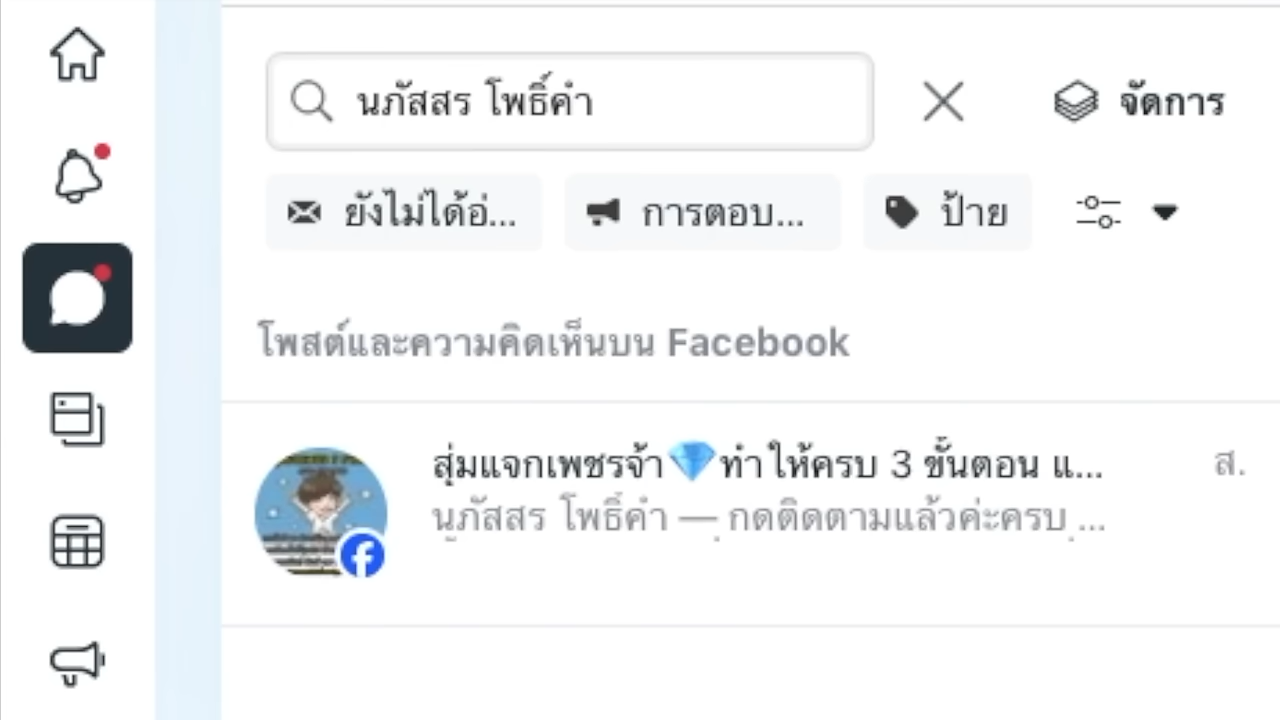 นภัสสร โพธิ์คำ
จัดการ
ยังไม่ได้อ่... การตอบ... ป้าย
โพสต์และความคิดเห็นบน Facebook
สุ่มแจกเพชรจ้า💎ทำให้ครบ 3 ขั้นตอน แ... ส.
นภัสสร โพธิ์คำ — กดติดตามแล้วค่ะครบ ...